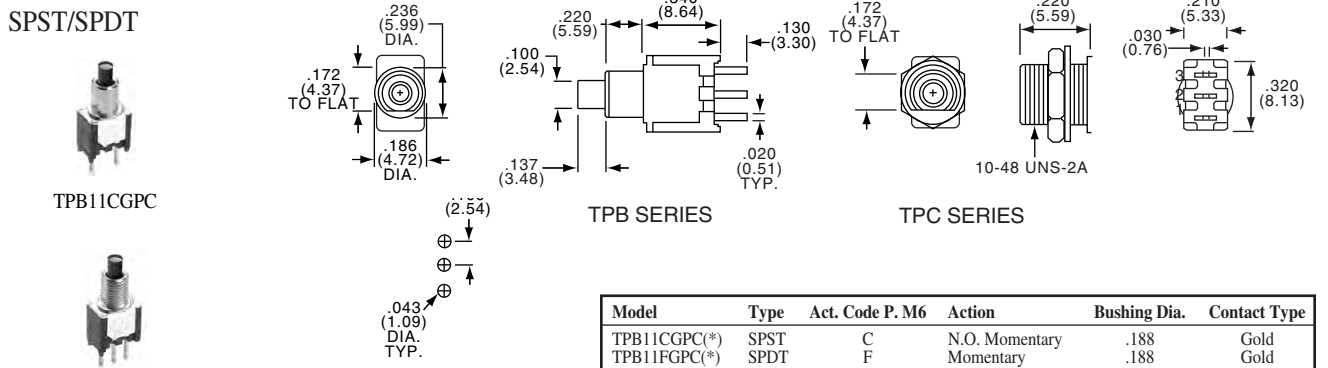 SPST/SPDT
TPB11CGPC
.236
(5.99)
DIA.
.172
(4.37)
TO FLAT
.186
(4.72)
DIA.
.220
(5.59)
(8.64)
.130
(3.30)
.100
(2.54)
.137
(3.48)
.020
(0.51)
TYP.
TPB SERIES
.172
(4.37)
TO FLAT
.220
(5.59)
10-48 UNS-2A
TPC SERIES
.210
(5.33)
.030
(0.76)
3
2
1
.320
(8.13)
(2.54)
.043
(1.09)
DIA.
TYP.
Model Type Act. Code P. M6 Action Bushing Dia. Contact Type
TPB11CGPC(*) SPST C N.O. Momentary .188 Gold
TPB11FGPC(*) SPDT F Momentary .188 Gold